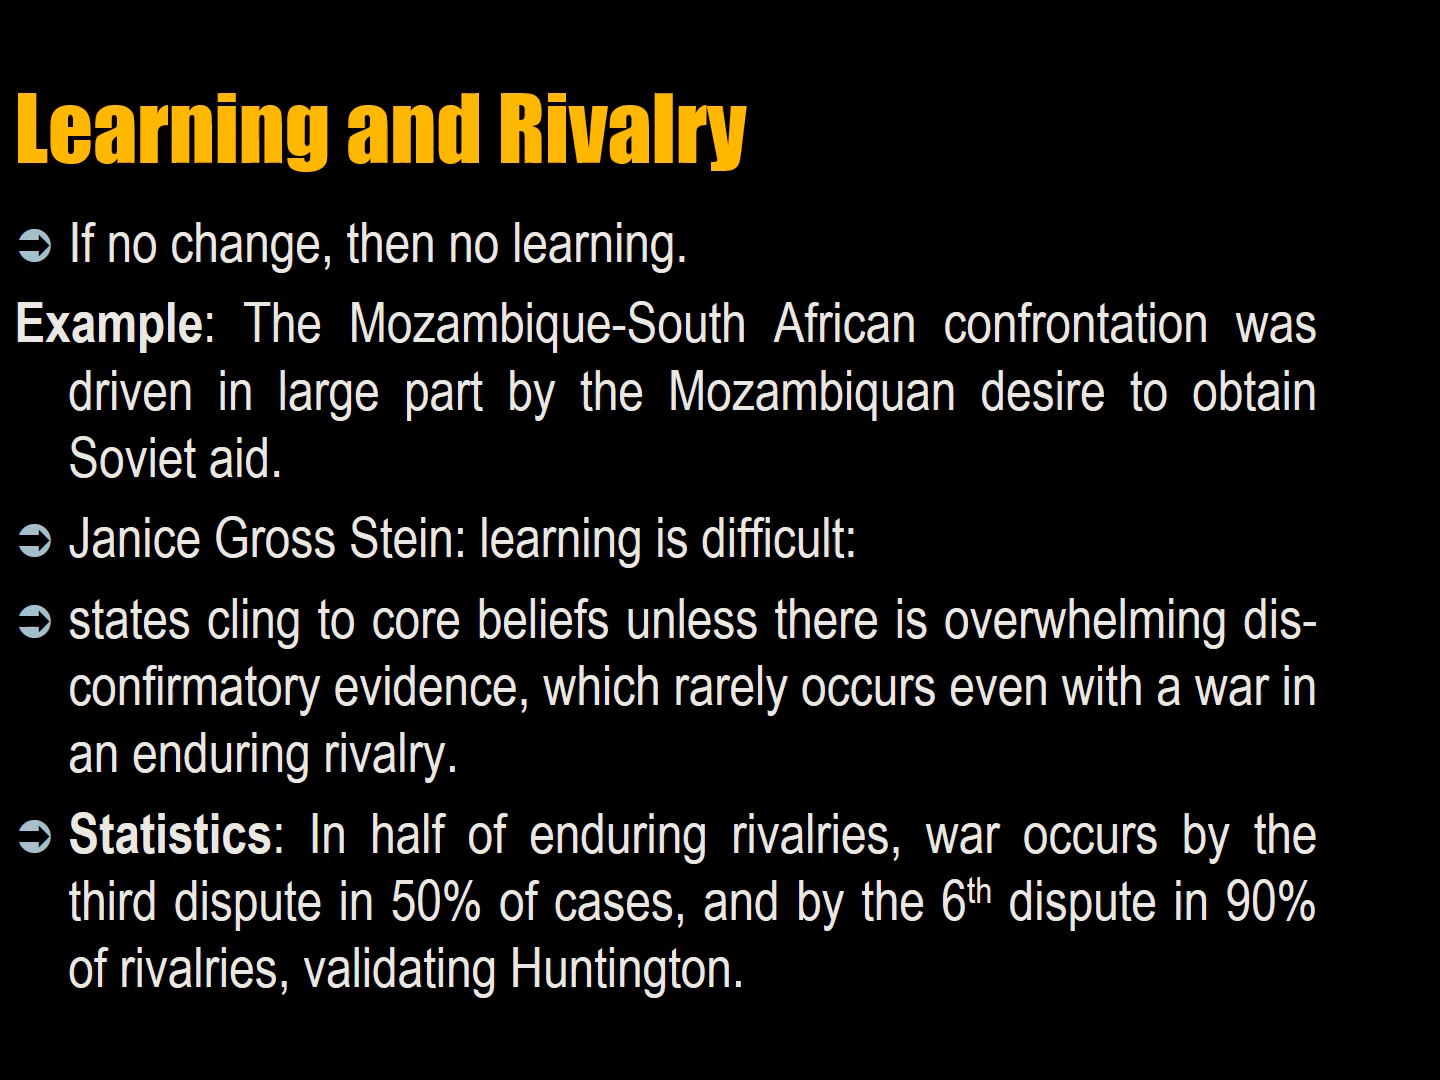 Learning and Rivalry
➲ If no change, then no learning.
Example: The Mozambique-South African confrontation was
driven in large part by the Mozambiquan desire to obtain
Soviet aid.
➲ Janice Gross Stein: learning is difficult:
➲ states cling to core beliefs unless there is overwhelming dis-
confirmatory evidence, which rarely occurs even with a war in
an enduring rivalry.
➲ Statistics: In half of enduring rivalries, war occurs by the
third dispute in 50% of cases, and by the 6th dispute in 90%
of rivalries, validating Huntington.